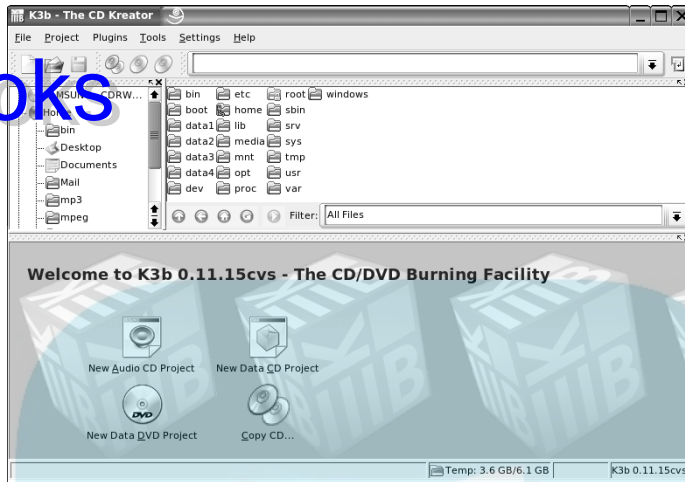 K3b - The CD Kreator
File Project Plugins Tools Settings Help
oks
CDRW...
bin
Desktop
Documents
Mail
mp3
mpeg
bin etc root windows
boot home sbin
data1 lib srv
data2 media sys
data3 mnt tmp
data4 opt usr
dev proc var
Filter: All Files
Welcome to K3b 0.11.15cvs - The CD/DVD Burning Facility
New Audio CD Project New Data CD Project
DVD
New Data DVD Project Copy CD...
Temp: 3.6 GB/6.1 GB K3b 0.11.15cvs